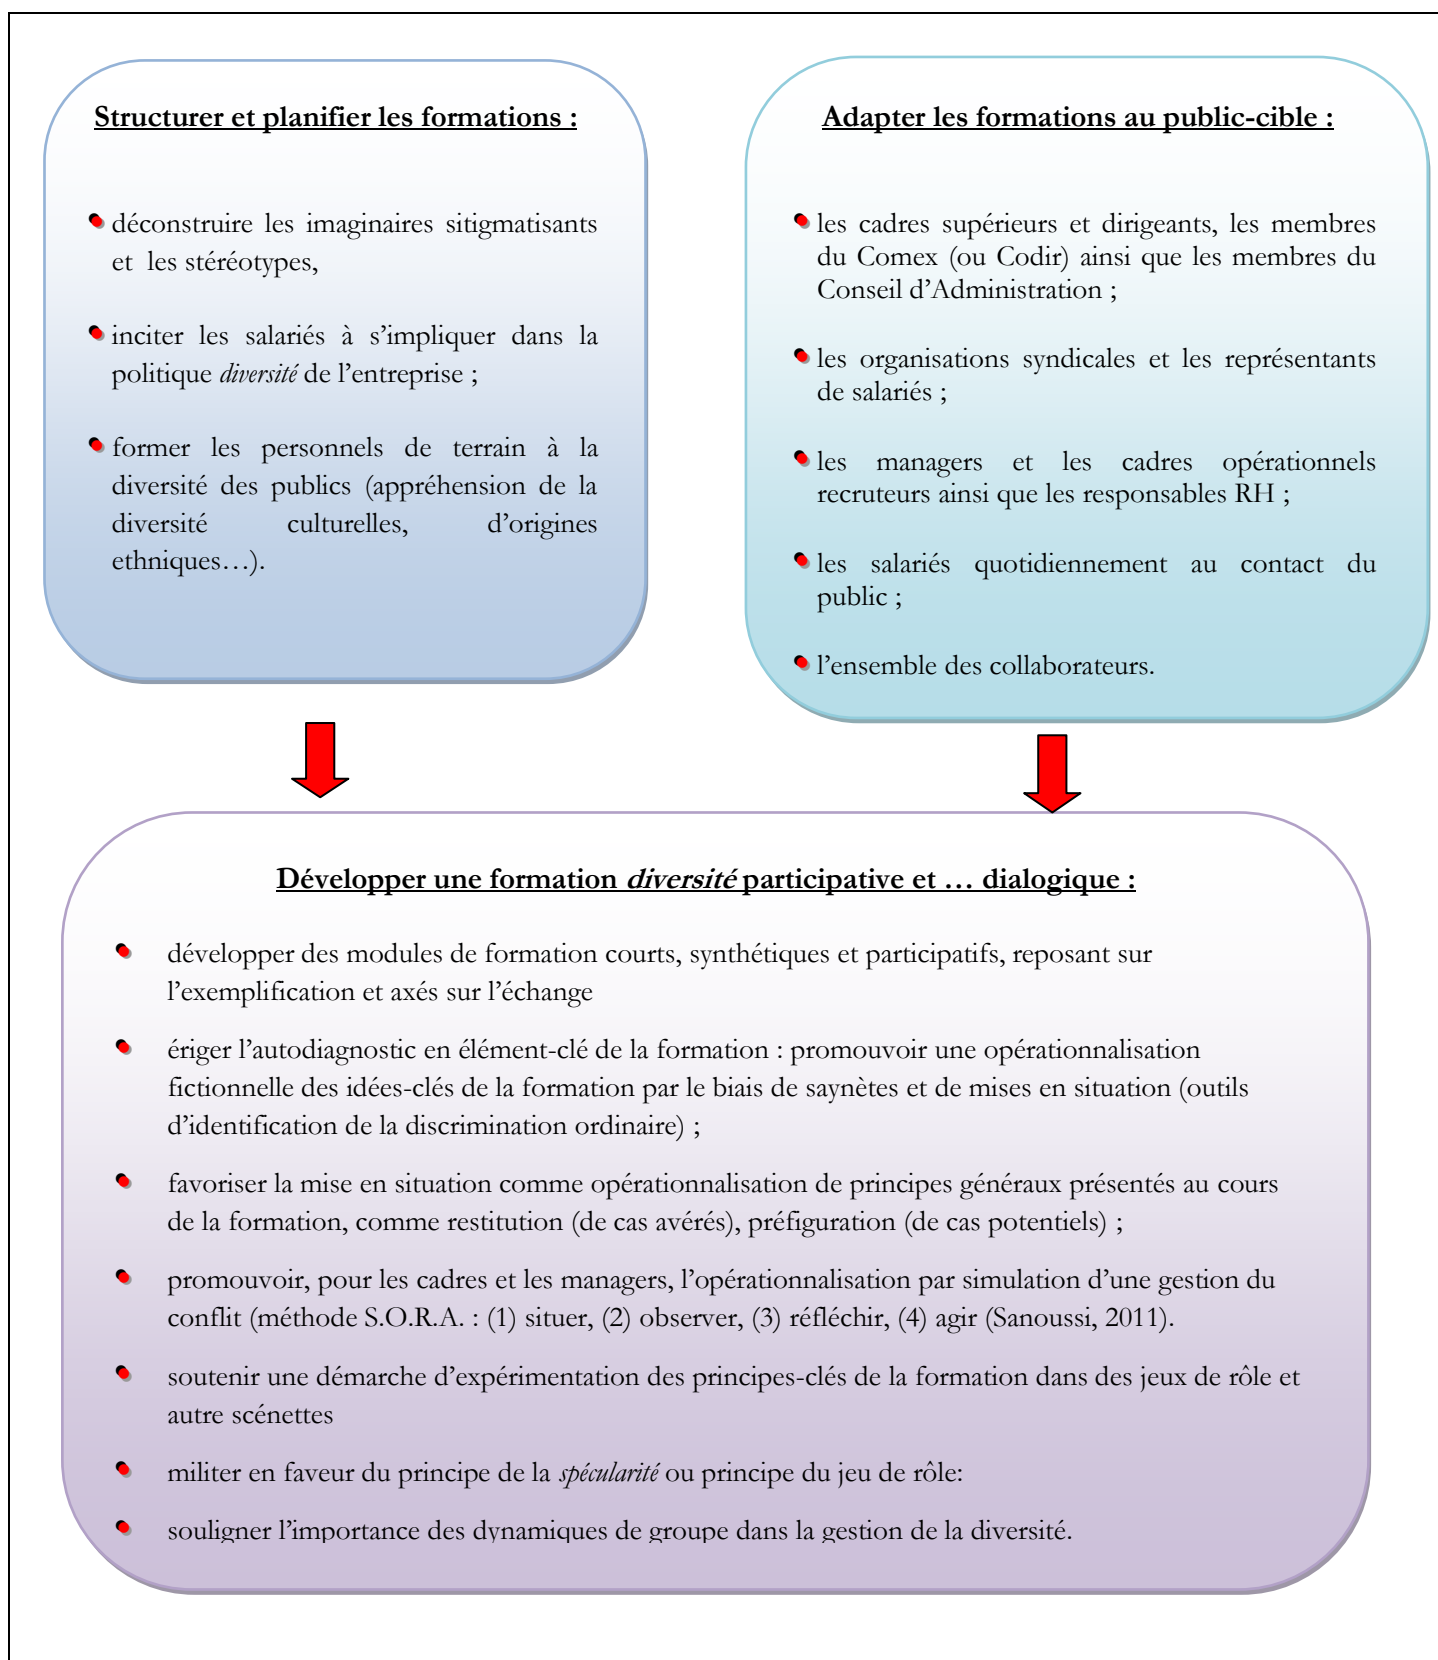 Structurer et planifier les formations :
déconstruire les imaginaires sitigmatisants
et les stéréotypes,
inciter les salariés à s’impliquer dans la
politique diversité de l’entreprise ;
former les personnels de terrain à la
diversité des publics (appréhension de la
diversité culturelles, d’origines
ethniques…).
Adapter les formations au public-cible :
les cadres supérieurs et dirigeants, les membres
du Comex (ou Codir) ainsi que les membres du
Conseil d’Administration ;
les organisations syndicales et les représentants
de salariés ;
les managers et les cadres opérationnels
recruteurs ainsi que les responsables RH ;
les salariés quotidiennement au contact du
public ;
l’ensemble des collaborateurs.
Développer une formation diversité participative et … dialogique :
développer des modules de formation courts, synthétiques et participatifs, reposant sur
l’exemplification et axés sur l’échange
ériger l’autodiagnostic en élément-clé de la formation : promouvoir une opérationnalisation
fictionnelle des idées-clés de la formation par le biais de saynètes et de mises en situation (outils
d’identification de la discrimination ordinaire) ;
favoriser la mise en situation comme opérationnalisation de principes généraux présentés au cours
de la formation, comme restitution (de cas avérés), préfiguration (de cas potentiels) ;
promouvoir, pour les cadres et les managers, l’opérationnalisation par simulation d’une gestion du
conflit (méthode S.O.R.A. : (1) situer, (2) observer, (3) réfléchir, (4) agir (Sanoussi, 2011).
soutenir une démarche d’expérimentation des principes-clés de la formation dans des jeux de rôle et
autre scénettes
militer en faveur du principe de la spécularité ou principe du jeu de rôle:
souligner l’importance des dynamiques de groupe dans la gestion de la diversité.